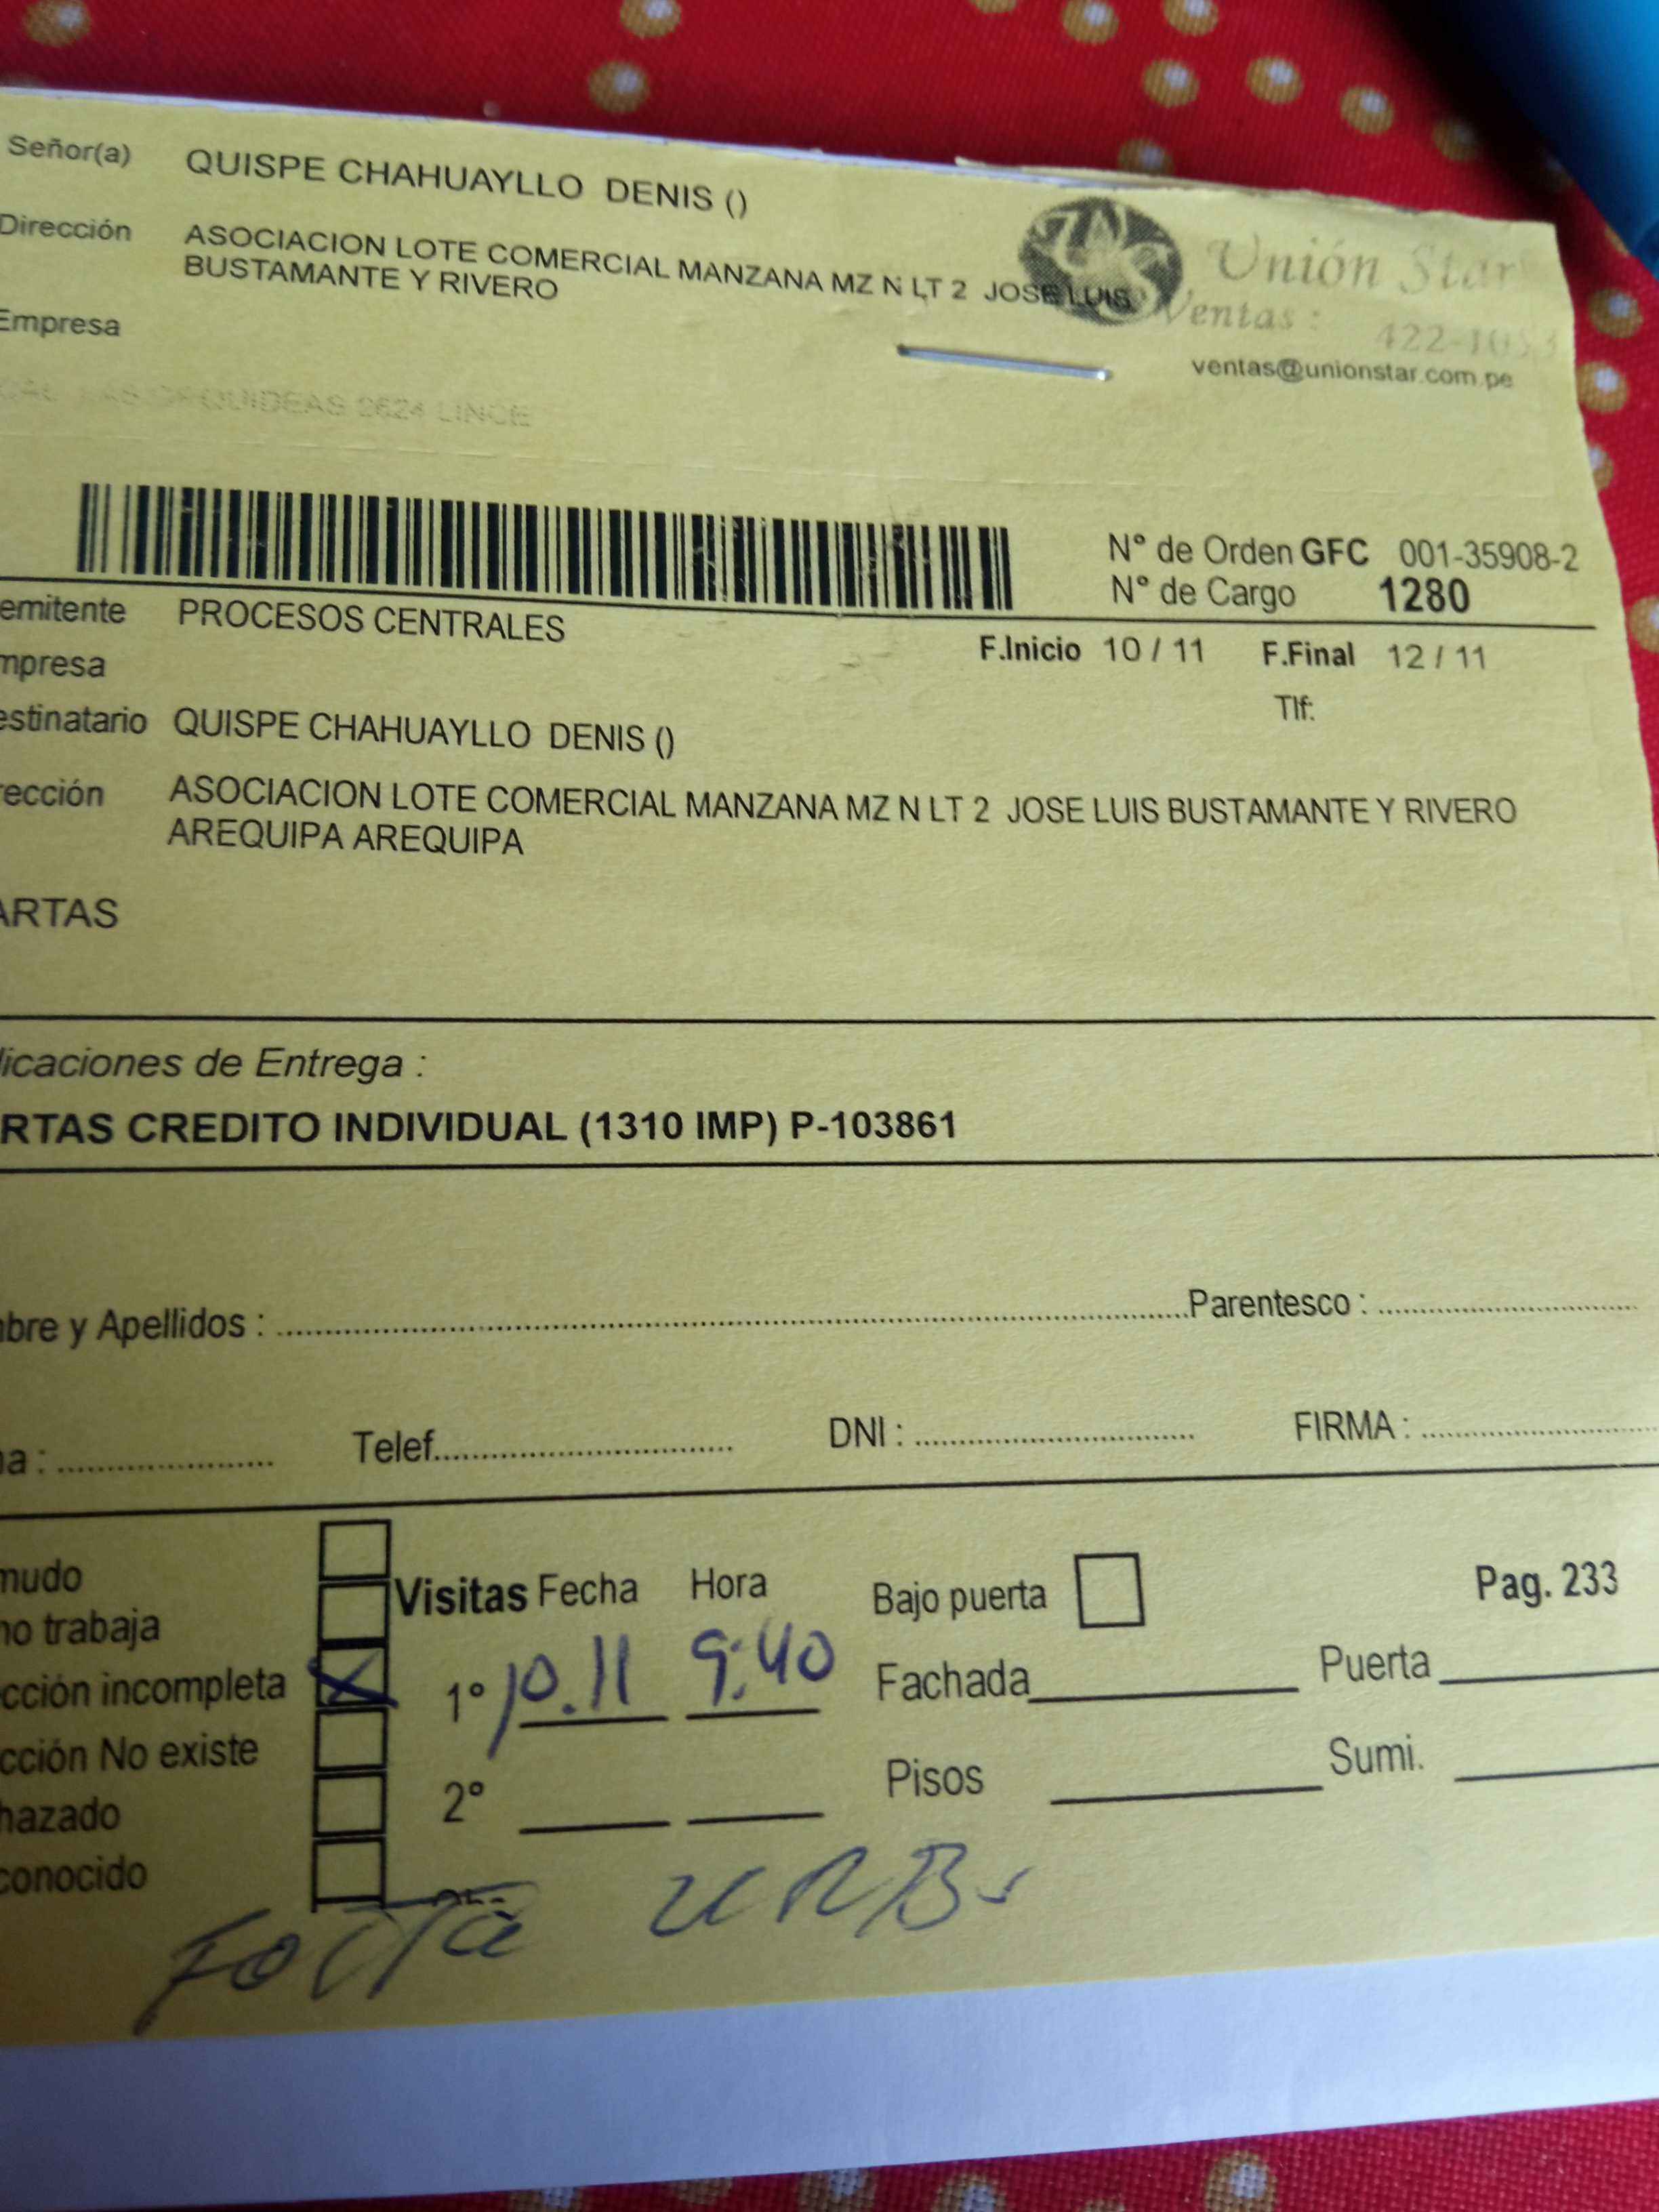 Señor(a) QUISPE CHAHUAYLLO DENIS ()
Dirección ASOCIACION LOTE COMERCIAL MANZANA MZ N LT 2 JOSE LUIS
BUSTAMANTE Y RIVERO
Empresa
Unión Star
Ventas :
ventas@unionstar.com.pe
ORQUIDEAS 2624 LINCE
N° de Orden GFC 001-35908-2
N° de Cargo 1280
emitente PROCESOS CENTRALES
F.Inicio 10 / 11 F.Final 12 / 11
mpresa
Tlf:
estinatario QUISPE CHAHUAYLLO DENIS ()
rección ASOCIACION LOTE COMERCIAL MANZANA MZ N LT 2 JOSE LUIS BUSTAMANTE Y RIVERO
AREQUIPA AREQUIPA
ARTAS
icaciones de Entrega :
RTAS CREDITO INDIVIDUAL (1310 IMP) P-103861
bre y Apellidos : Parentesco :
a : Telef. DNI : FIRMA :
mudo
Visitas Fecha Hora Bajo puerta Pag. 233
no trabaja
cción incompleta 1° 10.11 9:40 Fachada Puerta
cción No existe
2° Pisos Sumi.
hazado
conocido
Falta URB.